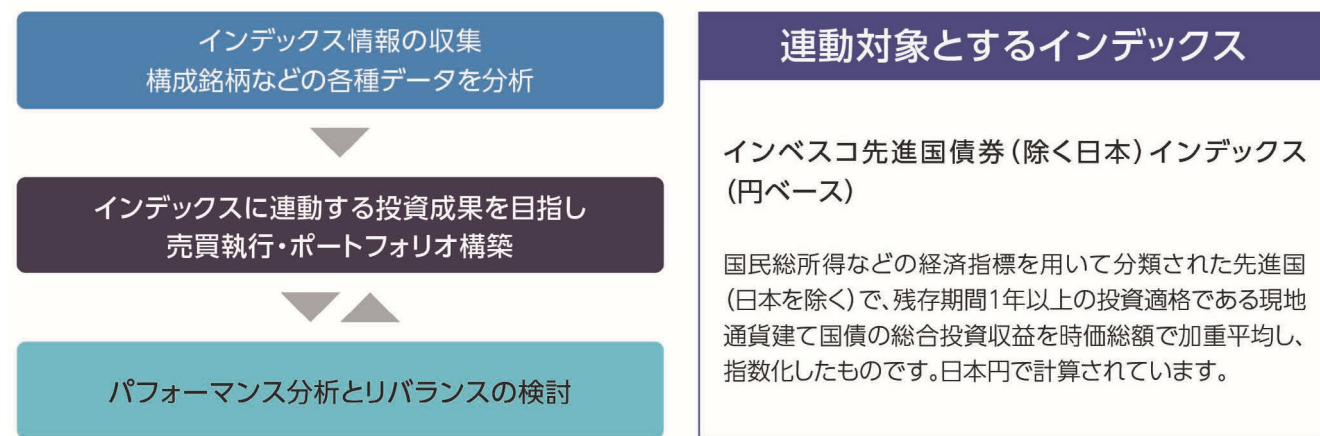 インデックス情報の収集
構成銘柄などの各種データを分析
インデックスに連動する投資成果を目指し
売買執行・ポートフォリオ構築
パフォーマンス分析とリバランスの検討
連動対象とするインデックス
インベスコ先進国債券(除く日本)インデックス
(円ベース)
国民総所得などの経済指標を用いて分類された先進国
(日本を除く)で、残存期間1年以上の投資適格である現地
通貨建て国債の総合投資収益を時価総額で加重平均し、
指数化したものです。日本円で計算されています。